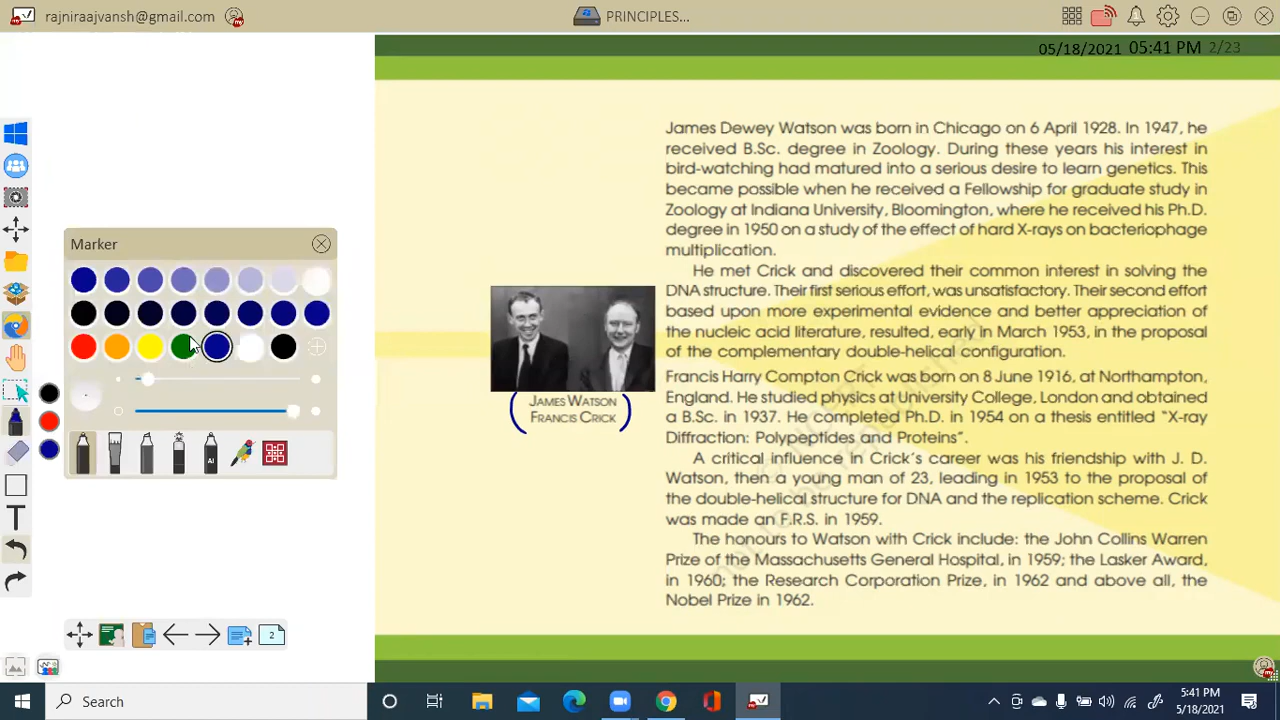 rajniraajvansh@gmail.com
PRINCIPLES...
05/18/2021 05:41 PM 2/23
James Dewey Watson was born in Chicago on 6 April 1928. In 1947, he
received B.Sc. degree in Zoology. During these years his interest in
bird-watching had matured into a serious desire to learn genetics. This
became possible when he received a Fellowship for graduate study in
Zoology at Indiana University, Bloomington, where he received his Ph.D.
degree in 1950 on a study of the effect of hard X-rays on bacteriophage
multiplication.
He met Crick and discovered their common interest in solving the
DNA structure. Their first serious effort, was unsatisfactory. Their second effort
based upon more experimental evidence and better appreciation of
the nucleic acid literature, resulted, early in March 1953, in the proposal
of the complementary double-helical configuration.
Francis Harry Compton Crick was born on 8 June 1916, at Northampton,
England. He studied physics at University College, London and obtained
a B.Sc. in 1937. He completed Ph.D. in 1954 on a thesis entitled “X-ray
Diffraction: Polypeptides and Proteins”.
A critical influence in Crick's career was his friendship with J. D.
Watson, then a young man of 23, leading in 1953 to the proposal of
the double-helical structure for DNA and the replication scheme. Crick
was made an F.R.S. in 1959.
The honours to Watson with Crick include: the John Collins Warren
Prize of the Massachusetts General Hospital, in 1959; the Lasker Award,
in 1960; the Research Corporation Prize, in 1962 and above all, the
Nobel Prize in 1962.
JAMES WATSON
FRANCIS CRICK
Marker
AI
T
2
Search
5:41 PM
5/18/2021